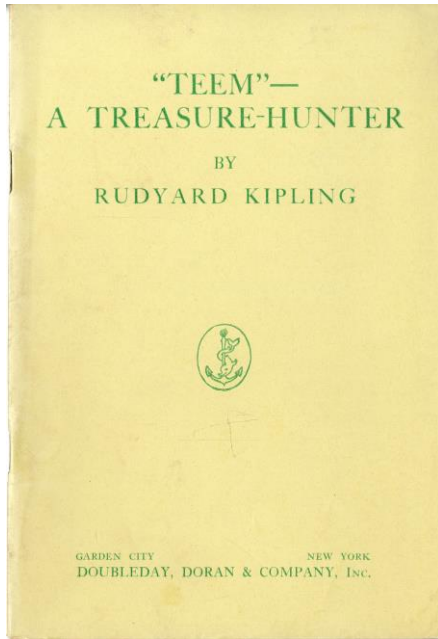 “TEEM”—
A TREASURE-HUNTER
BY
RUDYARD KIPLING
GARDEN CITY NEW YORK
DOUBLEDAY, DORAN & COMPANY, INC.